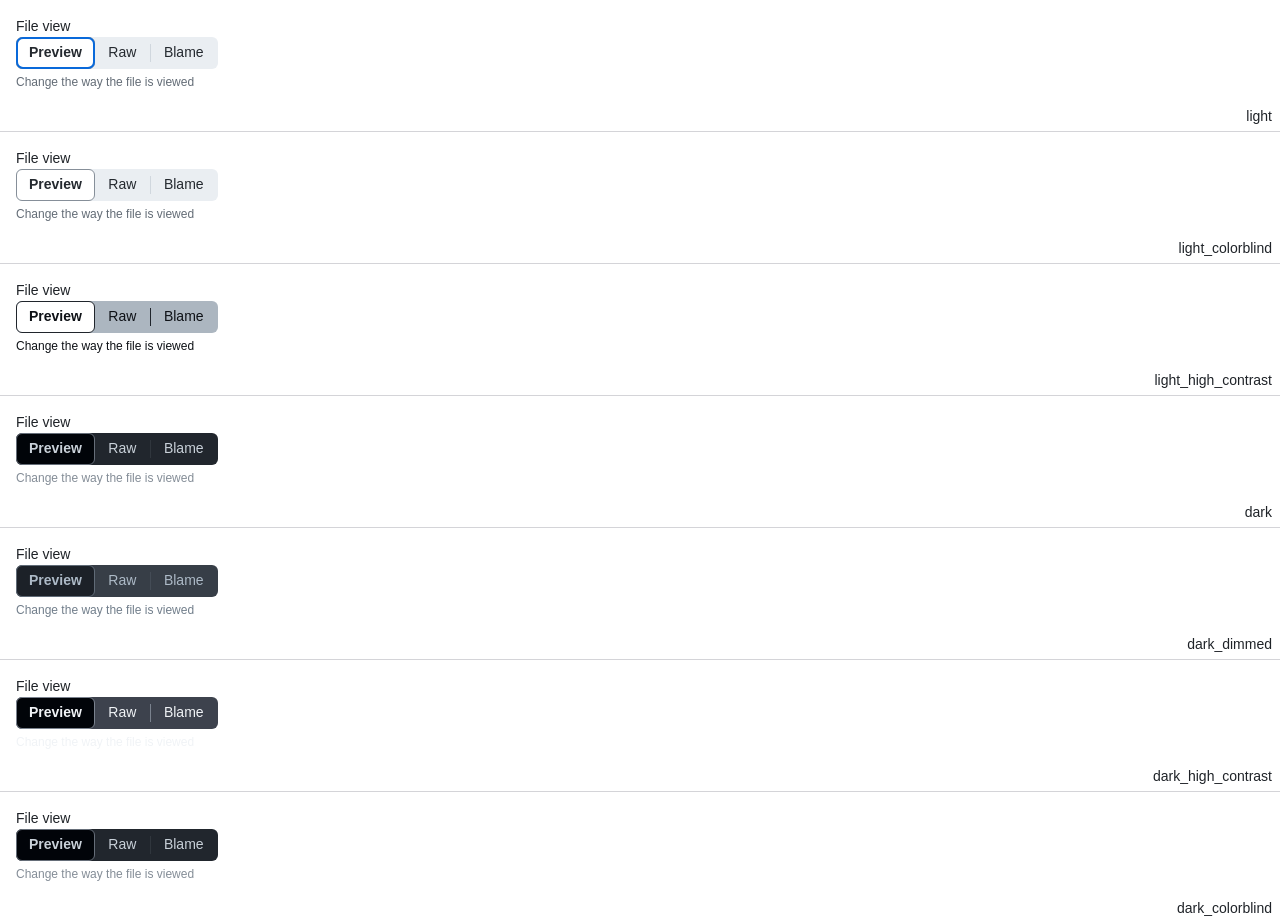 File view
Preview Raw Blame
Change the way the file is viewed
light
File view
Preview Raw Blame
Change the way the file is viewed
light_colorblind
File view
Preview Raw Blame
Change the way the file is viewed
light_high_contrast
File view
Preview Raw Blame
Change the way the file is viewed
dark
File view
Preview Raw Blame
Change the way the file is viewed
dark_dimmed
File view
Preview Raw Blame
Change the way the file is viewed
dark_high_contrast
File view
Preview Raw Blame
Change the way the file is viewed
dark_colorblind